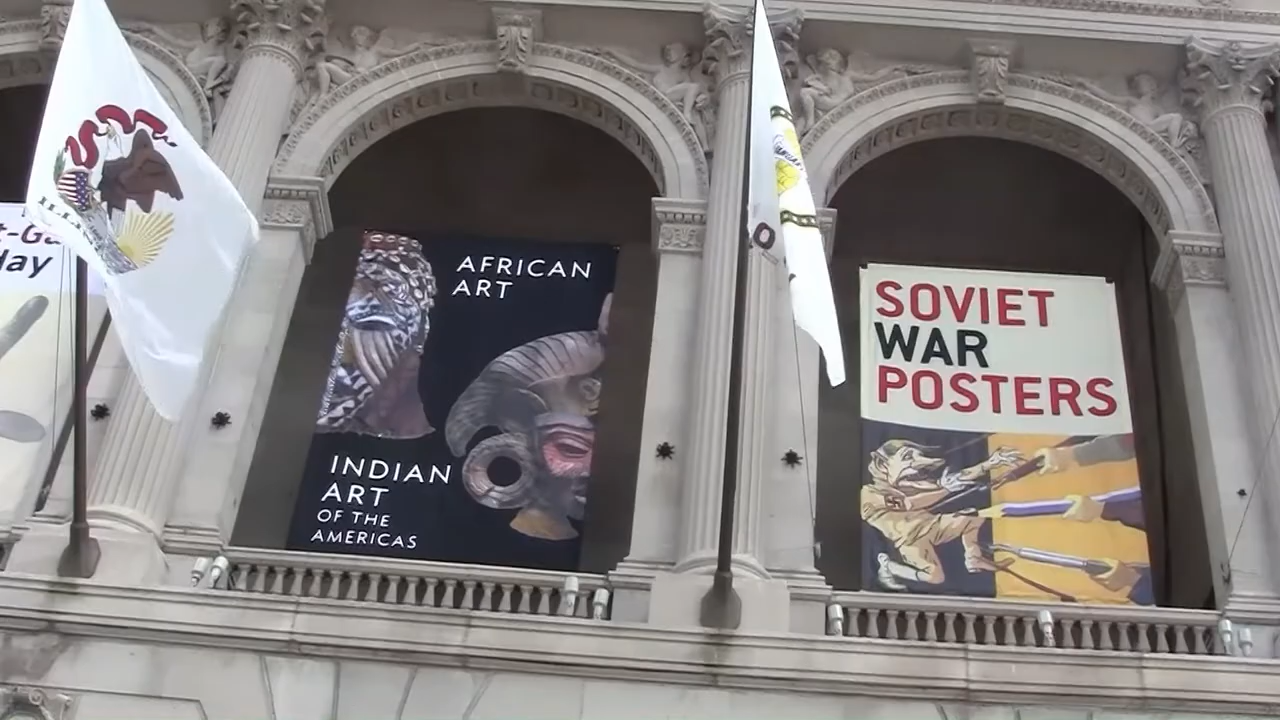 AFRICAN
ART
INDIAN
ART
OF THE
AMERICAS
SOVIET
WAR
POSTERS